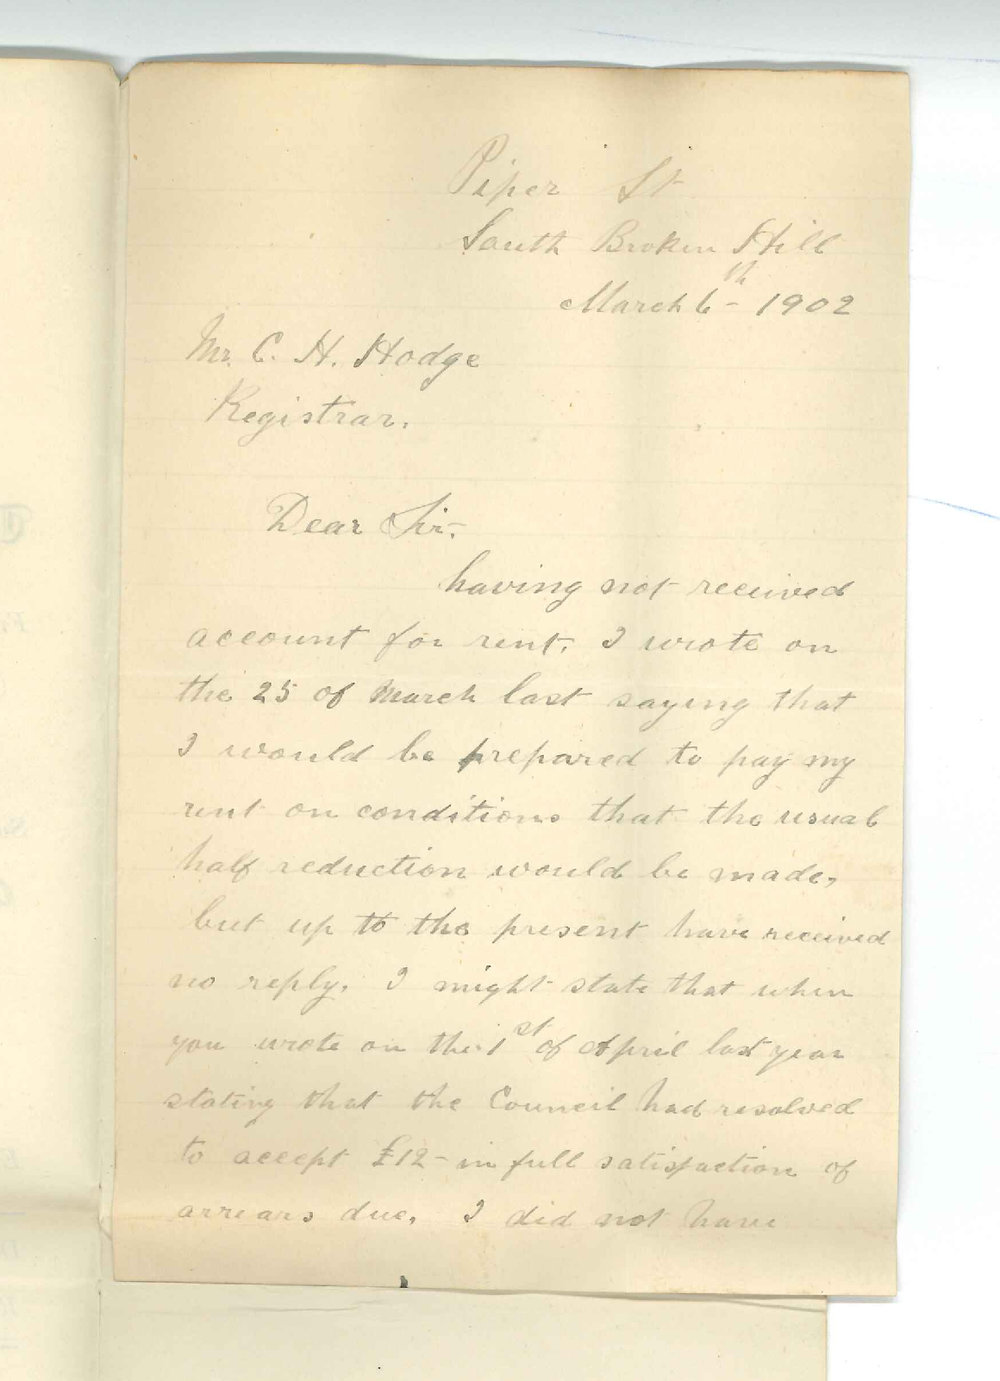 Piper St
South Broken Hill
March 6th - 1902
Mr. C. H. Hodge
Registrar.
Dear Sir.
having not received
account for rent. I wrote on
the 25 of March last saying that
I would be prepared to pay my
rent on conditions that the usual
half reduction would be made,
but up to the present have received
no reply. I might state that when
you wrote on the 1st of April last year
stating that the Council had resolved
to accept £12 - in full satisfaction of
arrears due. I did not have